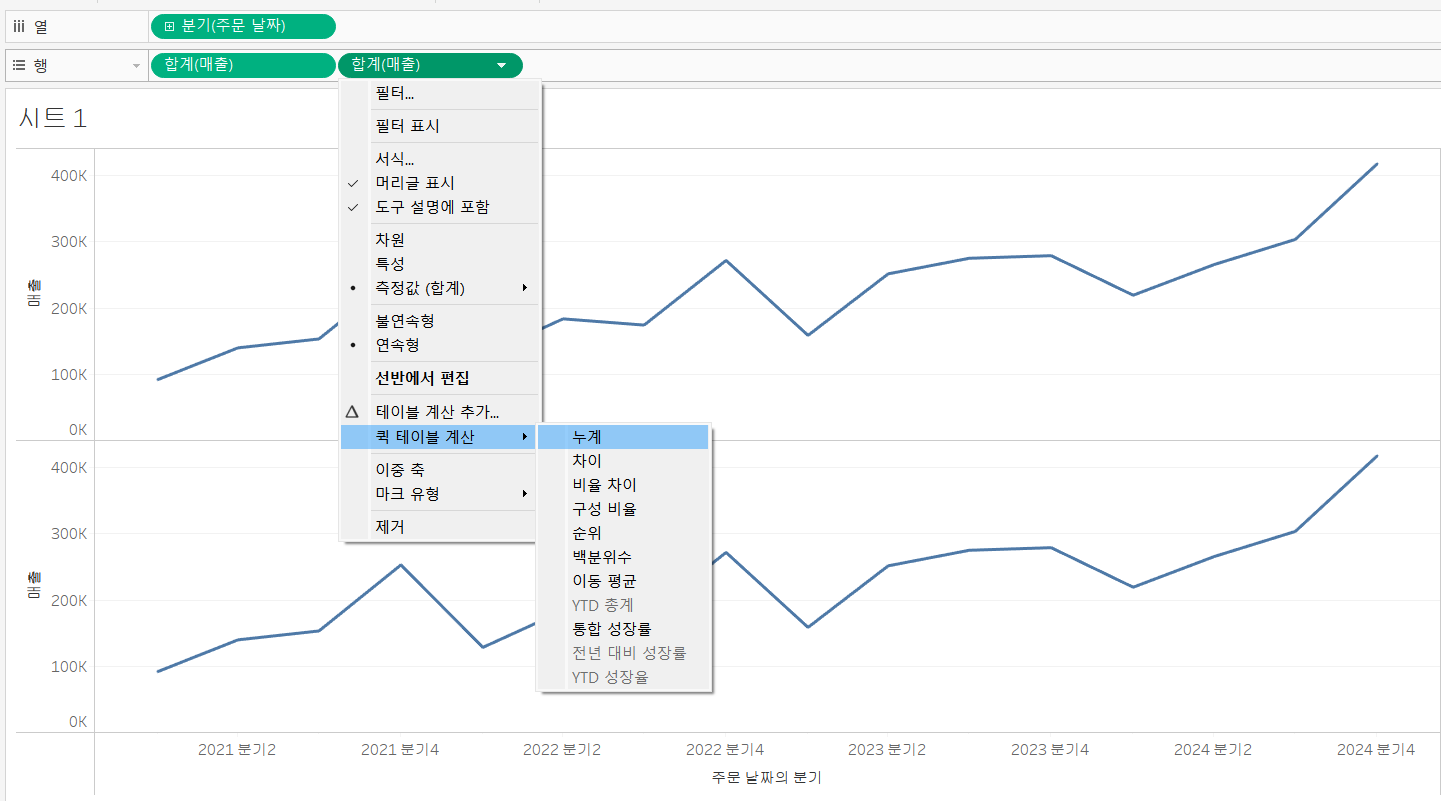 열
분기(주문 날짜)
행
합계(매출)
합계(매출)
시트 1
필터...
필터 표시
서식...
머리글 표시
도구 설명에 포함
차원
특성
측정값 (합계)
불연속형
연속형
선반에서 편집
테이블 계산 추가...
퀵 테이블 계산
이중 축
마크 유형
제거
누계
차이
비율 차이
구성 비율
순위
백분위수
이동 평균
YTD 총계
통합 성장률
전년 대비 성장률
YTD 성장율
매출
400K
300K
200K
100K
0K
매출
400K
300K
200K
100K
0K
2021 분기2
2021 분기4
2022 분기2
2022 분기4
2023 분기2
2023 분기4
2024 분기2
2024 분기4
주문 날짜의 분기